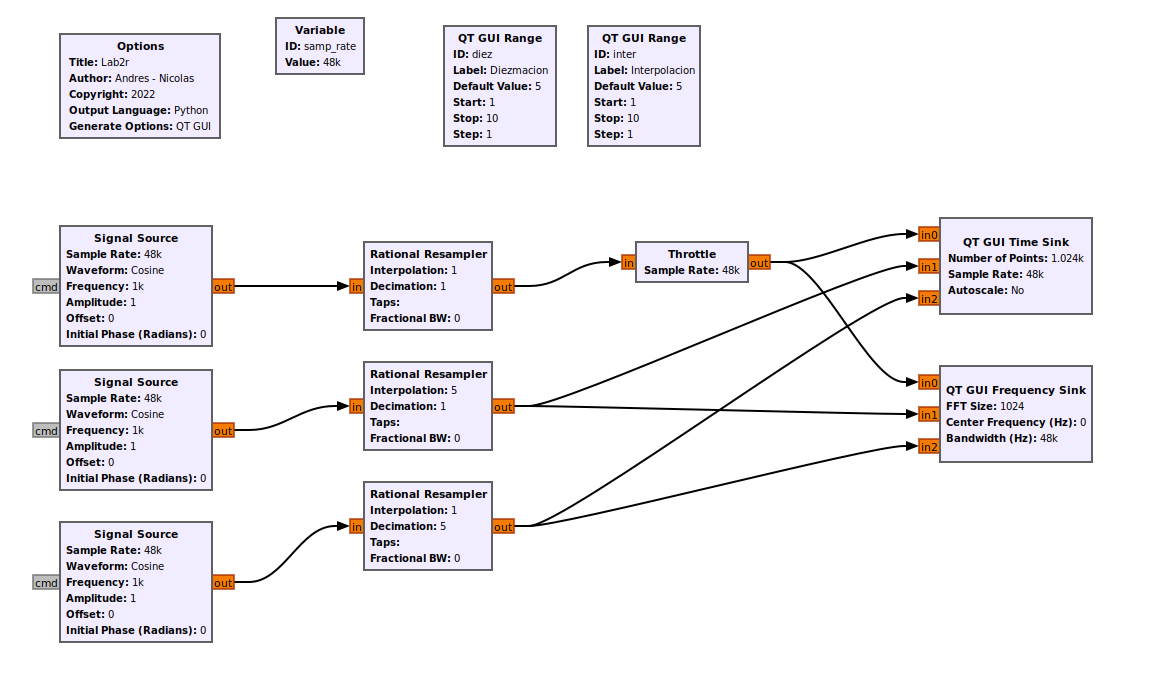 Options
Title: Lab2r
Author: Andres - Nicolas
Copyright: 2022
Output Language: Python
Generate Options: QT GUI
Variable
ID: samp_rate
Value: 48k
QT GUI Range
ID: diez
Label: Diezmacion
Default Value: 5
Start: 1
Stop: 10
Step: 1
QT GUI Range
ID: inter
Label: Interpolacion
Default Value: 5
Start: 1
Stop: 10
Step: 1
Signal Source
Sample Rate: 48k
Waveform: Cosine
Frequency: 1k
Amplitude: 1
Offset: 0
Initial Phase (Radians): 0
cmd
out
Rational Resampler
Interpolation: 1
Decimation: 1
Taps:
Fractional BW: 0
in
out
Throttle
Sample Rate: 48k
in
out
QT GUI Time Sink
Number of Points: 1.024k
Sample Rate: 48k
Autoscale: No
in0
in1
in2
Signal Source
Sample Rate: 48k
Waveform: Cosine
Frequency: 1k
Amplitude: 1
Offset: 0
Initial Phase (Radians): 0
cmd
out
Rational Resampler
Interpolation: 5
Decimation: 1
Taps:
Fractional BW: 0
in
out
QT GUI Frequency Sink
FFT Size: 1024
Center Frequency (Hz): 0
Bandwidth (Hz): 48k
in0
in1
in2
Signal Source
Sample Rate: 48k
Waveform: Cosine
Frequency: 1k
Amplitude: 1
Offset: 0
Initial Phase (Radians): 0
cmd
out
Rational Resampler
Interpolation: 1
Decimation: 5
Taps:
Fractional BW: 0
in
out